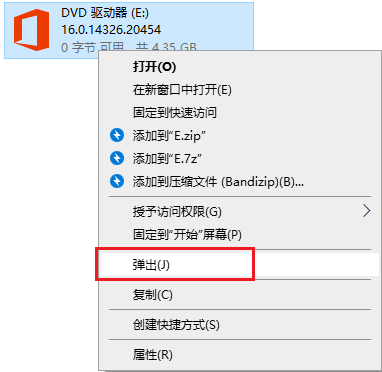 DVD 驱动器 (E:)
16.0.14326.20454
0 字节 可用，共 4.35 GB
打开(O)
在新窗口中打开(E)
固定到快速访问
添加到"E.zip"
添加到"E.7z"
添加到压缩文件 (Bandizip)(B)...
授予访问权限(G)
固定到"开始"屏幕(P)
弹出(J)
复制(C)
创建快捷方式(S)
属性(R)